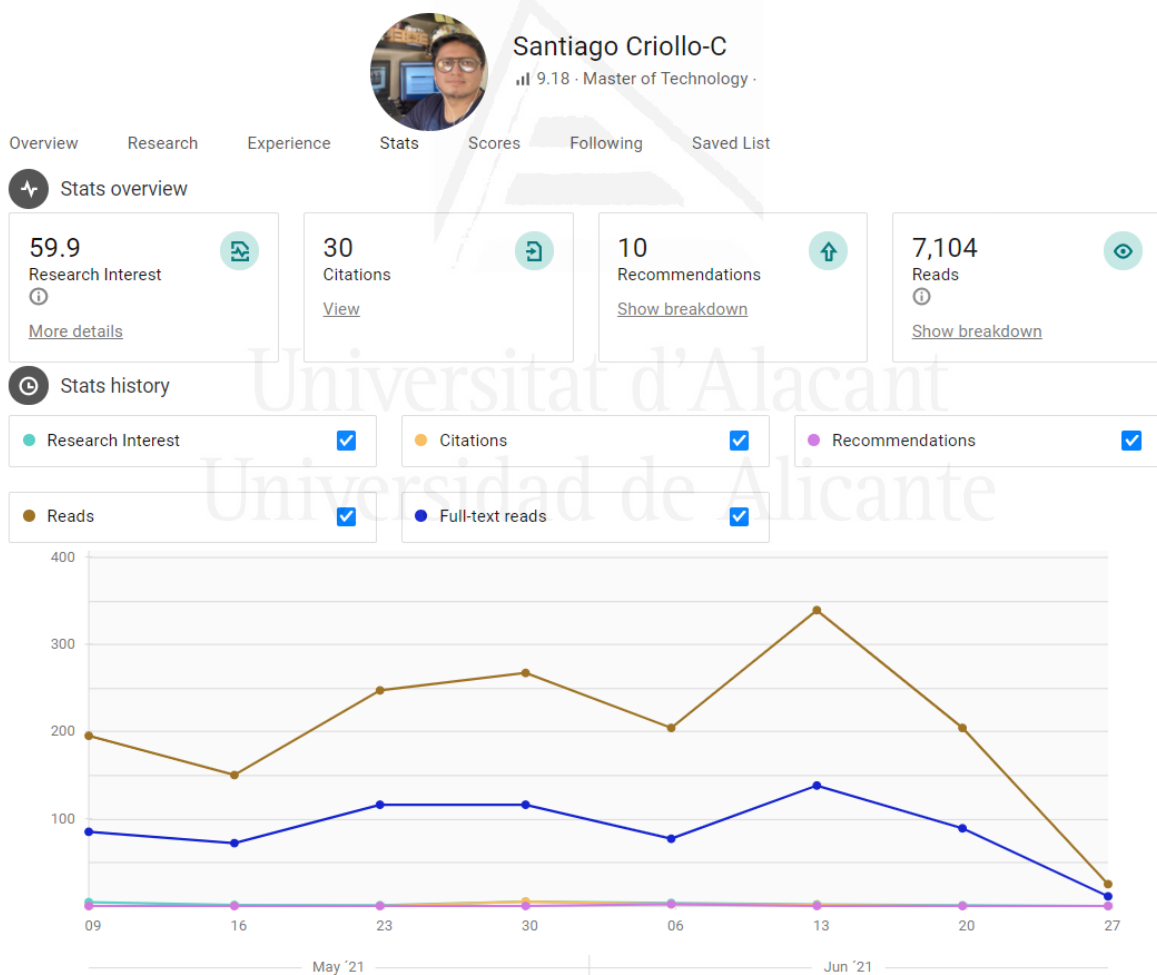 Santiago Criollo-C
9.18 · Master of Technology ·
Overview Research Experience Stats Scores Following Saved List
Stats overview
59.9 30 10 7,104
Research Interest Citations Recommendations Reads
View Show breakdown
More details Show breakdown
Universitat d'Alacant
Stats history
Research Interest Citations Recommendations
Universidad de Alicante
Reads Full-text reads
400
300
200
100
09 16 23 30 06 13 20 27
May ´21 Jun ´21